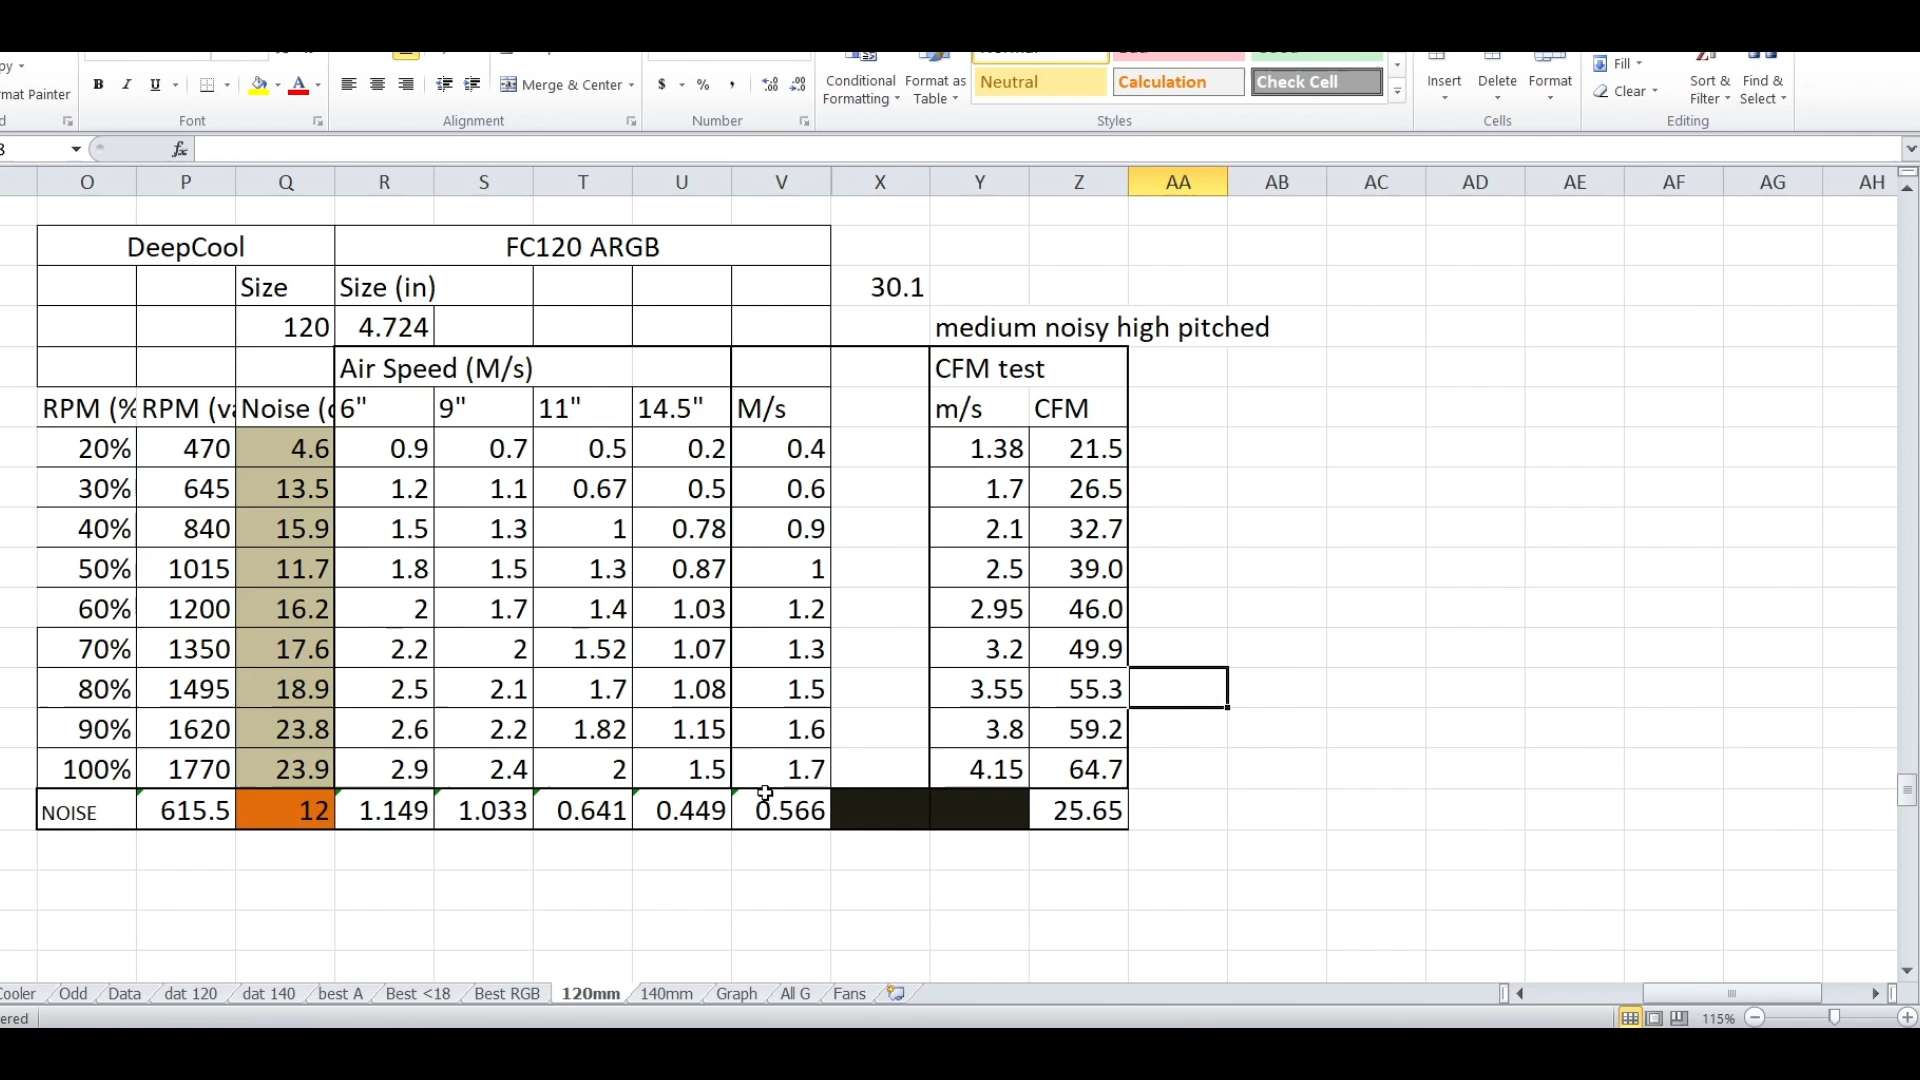 py
Merge & Center
$ % ,
Conditional Formatting
Format as Table
Neutral
Calculation
Check Cell
Insert
Delete
Format
Fill
Clear
Sort & Filter
Find & Select
B I U
rmat Painter
Font
Alignment
Number
Styles
Cells
Editing
fx
O P Q R S T U V X Y Z AA AB AC AD AE AF AG AH
DeepCool FC120 ARGB
Size Size (in) 30.1
120 4.724 medium noisy high pitched
Air Speed (M/s) CFM test
RPM (% RPM (va Noise (d 6" 9" 11" 14.5" M/s m/s CFM
20% 470 4.6 0.9 0.7 0.5 0.2 0.4 1.38 21.5
30% 645 13.5 1.2 1.1 0.67 0.5 0.6 1.7 26.5
40% 840 15.9 1.5 1.3 1 0.78 0.9 2.1 32.7
50% 1015 11.7 1.8 1.5 1.3 0.87 1 2.5 39.0
60% 1200 16.2 2 1.7 1.4 1.03 1.2 2.95 46.0
70% 1350 17.6 2.2 2 1.52 1.07 1.3 3.2 49.9
80% 1495 18.9 2.5 2.1 1.7 1.08 1.5 3.55 55.3
90% 1620 23.8 2.6 2.2 1.82 1.15 1.6 3.8 59.2
100% 1770 23.9 2.9 2.4 2 1.5 1.7 4.15 64.7
NOISE 615.5 12 1.149 1.033 0.641 0.449 0.566 25.65
Cooler Odd Data dat 120 dat 140 best A Best <18 Best RGB 120mm 140mm Graph All G Fans
ered 115%